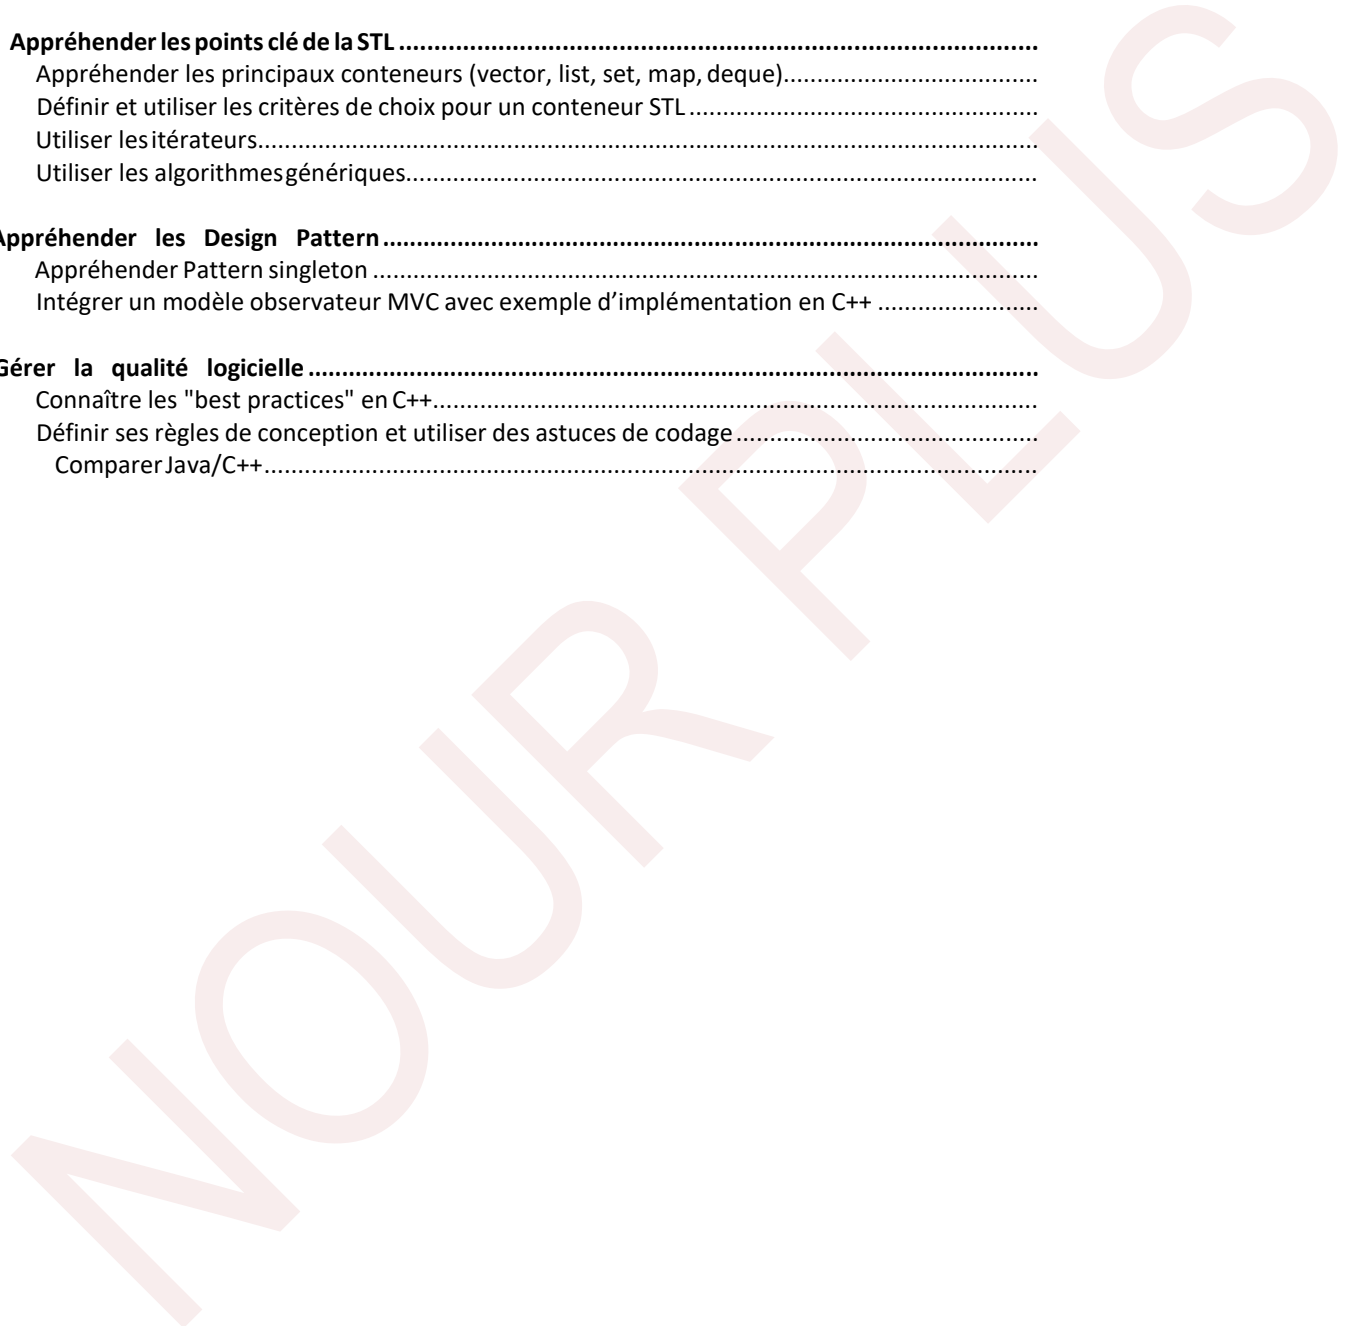 Appréhender les points clé de la STL ....................................................................................................
Appréhender les principaux conteneurs (vector, list, set, map, deque)......................................
Définir et utiliser les critères de choix pour un conteneur STL ....................................................
Utiliser les itérateurs....................................................................................................................
Utiliser les algorithmes génériques..............................................................................................
Appréhender les Design Pattern ....................................................................................................
Appréhender Pattern singleton ....................................................................................................
Intégrer un modèle observateur MVC avec exemple d’implémentation en C++ ........................
Gérer la qualité logicielle ..............................................................................................................
Connaître les "best practices" en C++..........................................................................................
Définir ses règles de conception et utiliser des astuces de codage .............................................
Comparer Java/C++....................................................................................................................
NOUR PLUS